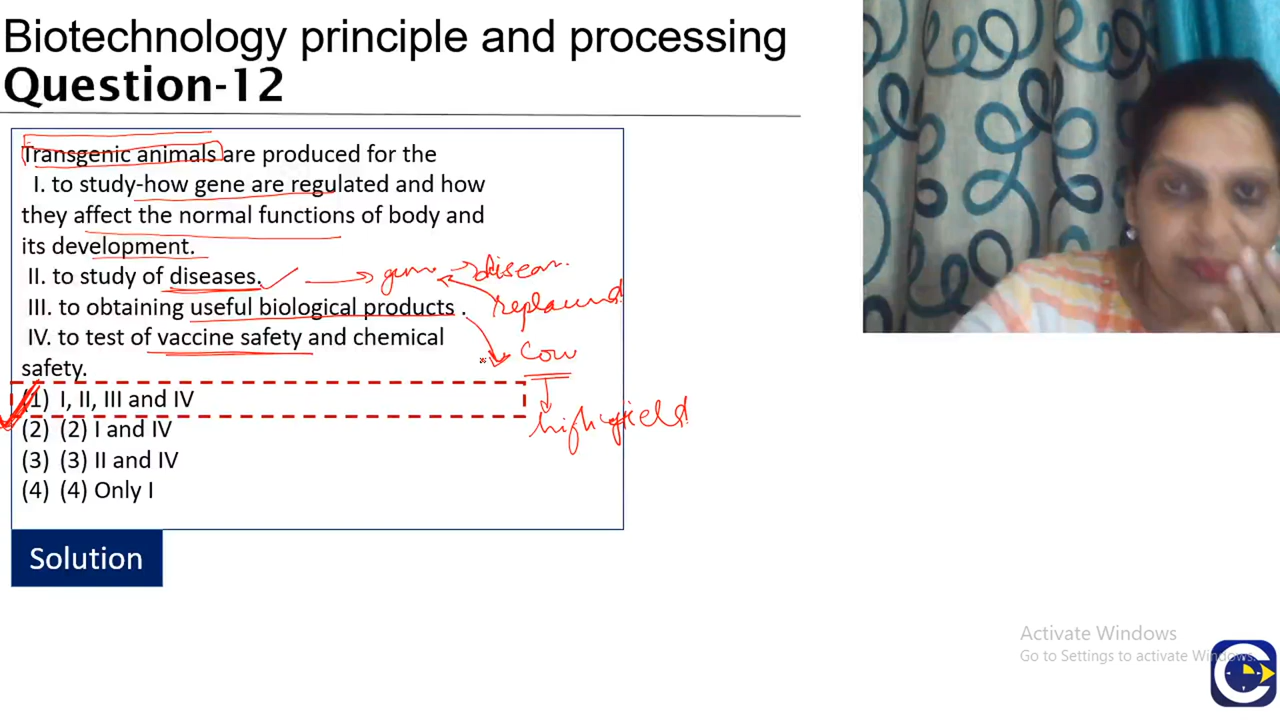 Biotechnology principle and processing
Question-12
Transgenic animals are produced for the
I. to study-how gene are regulated and how
they affect the normal functions of body and
its development.
II. to study of diseases.
gene → disease.
replaced
III. to obtaining useful biological products .
IV. to test of vaccine safety and chemical
safety.
Cow
high yield
(1) I, II, III and IV
(2) (2) I and IV
(3) (3) II and IV
(4) (4) Only I
Solution
Activate Windows
Go to Settings to activate Windows.